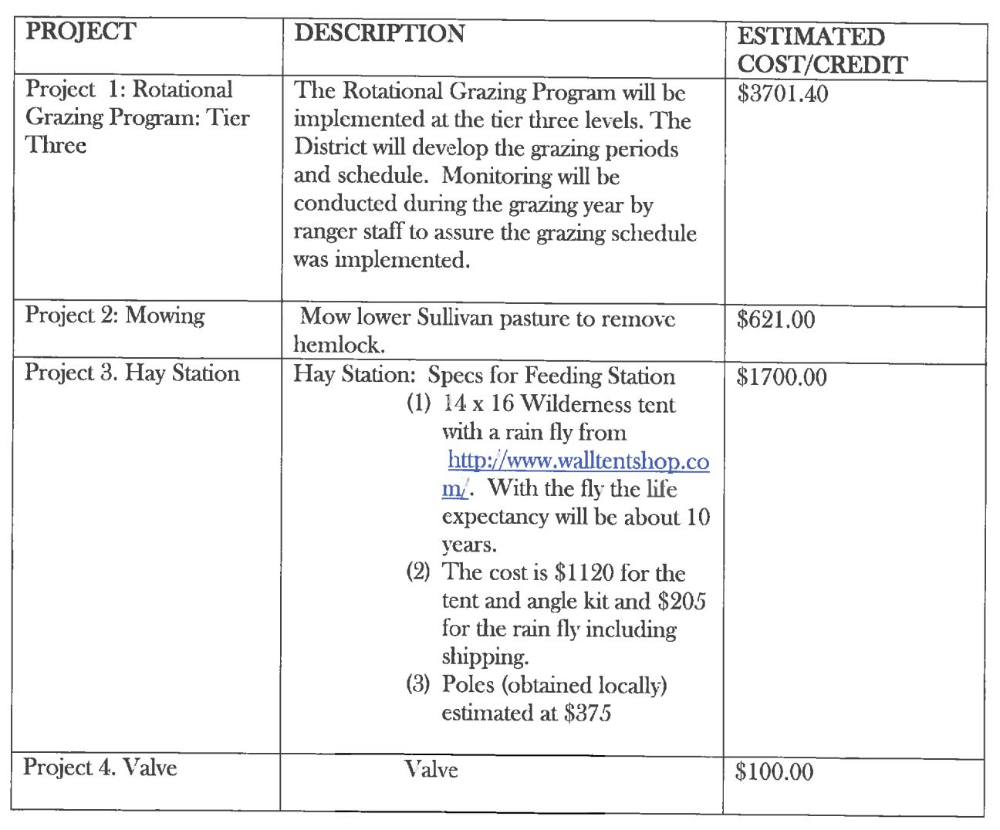 PROJECT
DESCRIPTION
ESTIMATED
COST/CREDIT
Project 1: Rotational
Grazing Program: Tier
Three
The Rotational Grazing Program will be
implemented at the tier three levels. The
District will develop the grazing periods
and schedule. Monitoring will be
conducted during the grazing year by
ranger staff to assure the grazing schedule
was implemented.
$3701.40
Project 2: Mowing
Mow lower Sullivan pasture to remove
hemlock.
$621.00
Project 3. Hay Station
Hay Station: Specs for Feeding Station
(1) 14 x 16 Wilderness tent
with a rain fly from
http://www.walltentshop.co
m/. With the fly the life
expectancy will be about 10
years.
(2) The cost is $1120 for the
tent and angle kit and $205
for the rain fly including
shipping.
(3) Poles (obtained locally)
estimated at $375
$1700.00
Project 4. Valve
Valve
$100.00